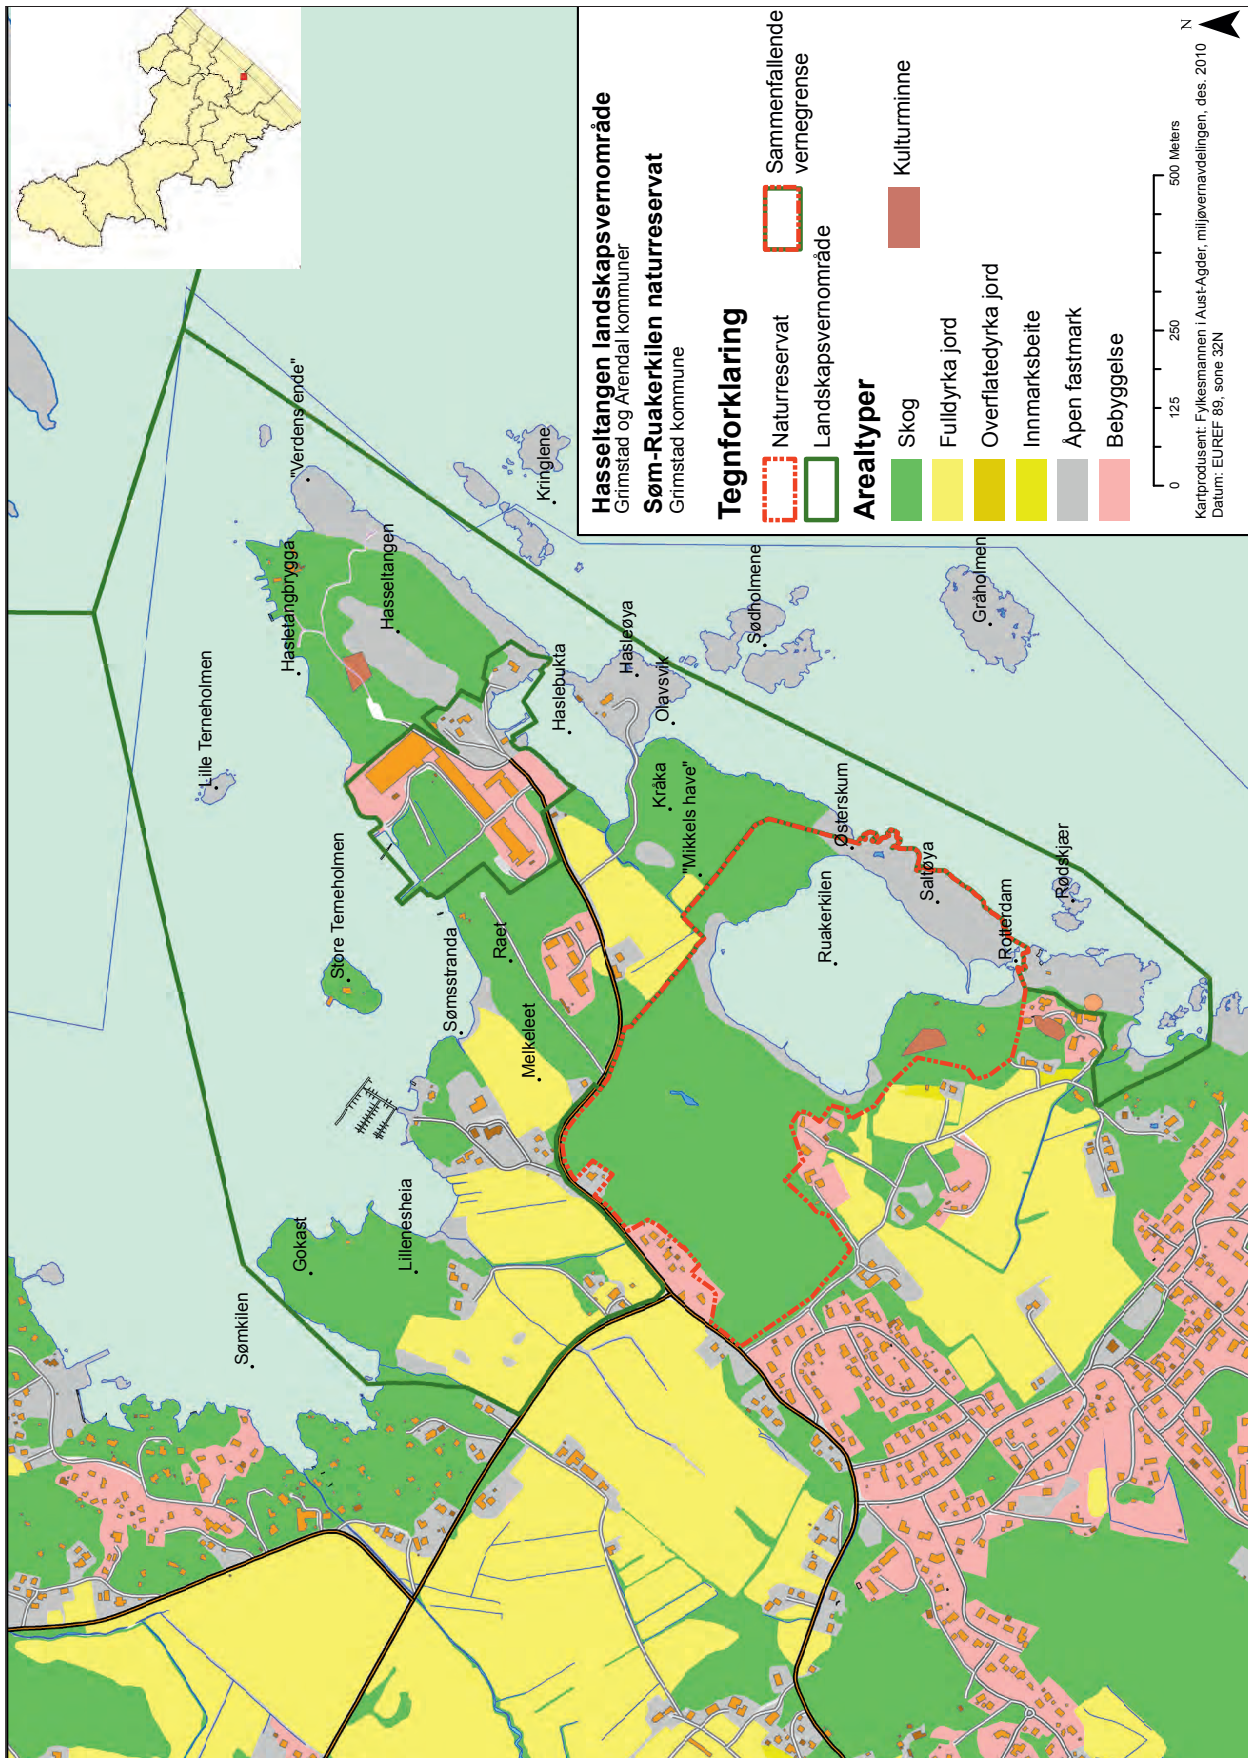 Hasseltangen landskapsvernområde
Grimstad og Arendal kommuner
Søm-Ruakerkilen naturreservat
Grimstad kommune
Tegnforklaring
Naturreservat
Landskapsvernområde
Sammenfallende
vernegrense
Arealtyper
Skog
Fulldyrka jord
Overflatedyrka jord
Innmarksbeite
Åpen fastmark
Bebyggelse
Kulturminne
0 125 250 500 Meters
Kartprodusent: Fylkesmannen i Aust-Agder, miljøvernavdelingen, des. 2010
Datum: EUREF 89, sone 32N
N
Sømkilen
Gokast
Lillenesheia
Lille Terneholmen
Store Terneholmen
Sømsstranda
Melkeleet
Raet
Hasletangbrygga
"Verdens ende"
Hasseltangen
Kringlene
Haslebukta
Hasleøya
Olavsvik
Kråka
"Mikkels have"
Sødholmene
Gråholmen
Ruakerkilen
Østerskum
Saltøya
Rotterdam
Rødskjær